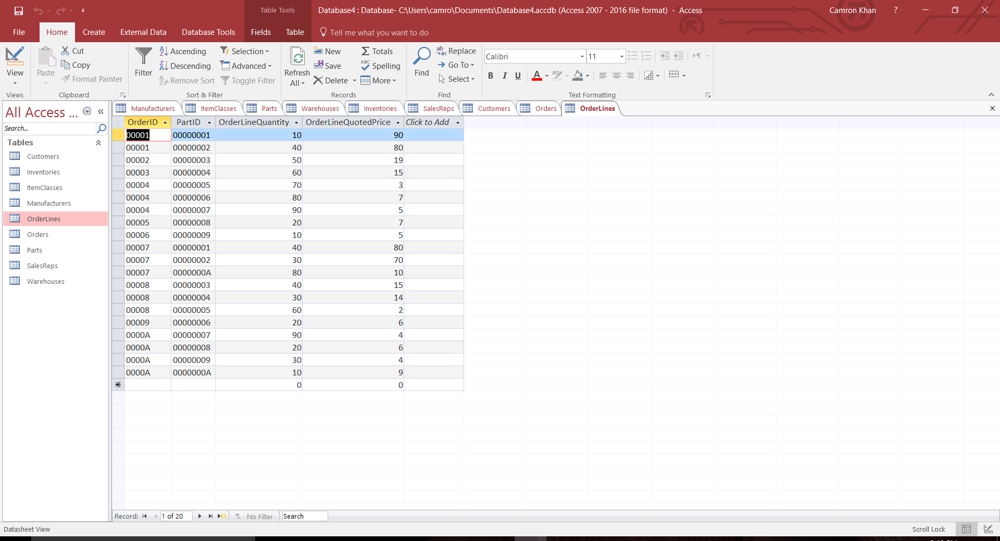 Table Tools
Database4 : Database- C:\Users\camro\Documents\Database4.accdb (Access 2007 - 2016 file format) - Access
Camron Khan
?
File Home Create External Data Database Tools Fields Table Tell me what you want to do
View
Views
Paste
Cut
Copy
Format Painter
Clipboard
Filter
Ascending
Descending
Remove Sort
Selection
Advanced
Toggle Filter
Sort & Filter
Refresh
All
New
Save
Delete
Totals
Spelling
More
Records
Find
Replace
Go To
Select
Find
Calibri 11
B I U A
Text Formatting
All Access ...
Search...
Tables
Customers
Inventories
ItemClasses
Manufacturers
OrderLines
Orders
Parts
SalesReps
Warehouses
Manufacturers ItemClasses Parts Warehouses Inventories SalesReps Customers Orders OrderLines
OrderID PartID OrderLineQuantity OrderLineQuotedPrice Click to Add
00001 00000001 10 90
00001 00000002 40 80
00002 00000003 50 19
00003 00000004 60 15
00004 00000005 70 3
00004 00000006 80 7
00004 00000007 90 5
00005 00000008 20 7
00006 00000009 10 5
00007 00000001 40 80
00007 00000002 30 70
00007 0000000A 80 10
00008 00000003 40 15
00008 00000004 30 14
00008 00000005 60 2
00009 00000006 20 6
0000A 00000007 90 4
0000A 00000008 20 6
0000A 00000009 30 4
0000A 0000000A 10 9
0 0
Record: 1 of 20 No Filter Search
Datasheet View
Scroll Lock